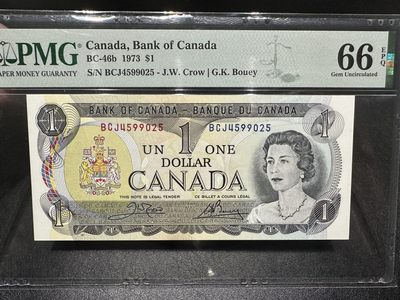 PMG
PAPER MONEY GUARANTY
Canada, Bank of Canada
BC-46b 1973 $1
S/N BCJ4599025 - J.W. Crow | G.K. Bouey
66 EPQ
Gem Uncirculated
BANK OF CANADA - BANQUE DU CANADA
1 BCJ4599025 1 BCJ4599025 1
UN ONE
DOLLAR
CANADA
THIS NOTE IS LEGAL TENDER CE BILLET A COURS LÉGAL
1 1